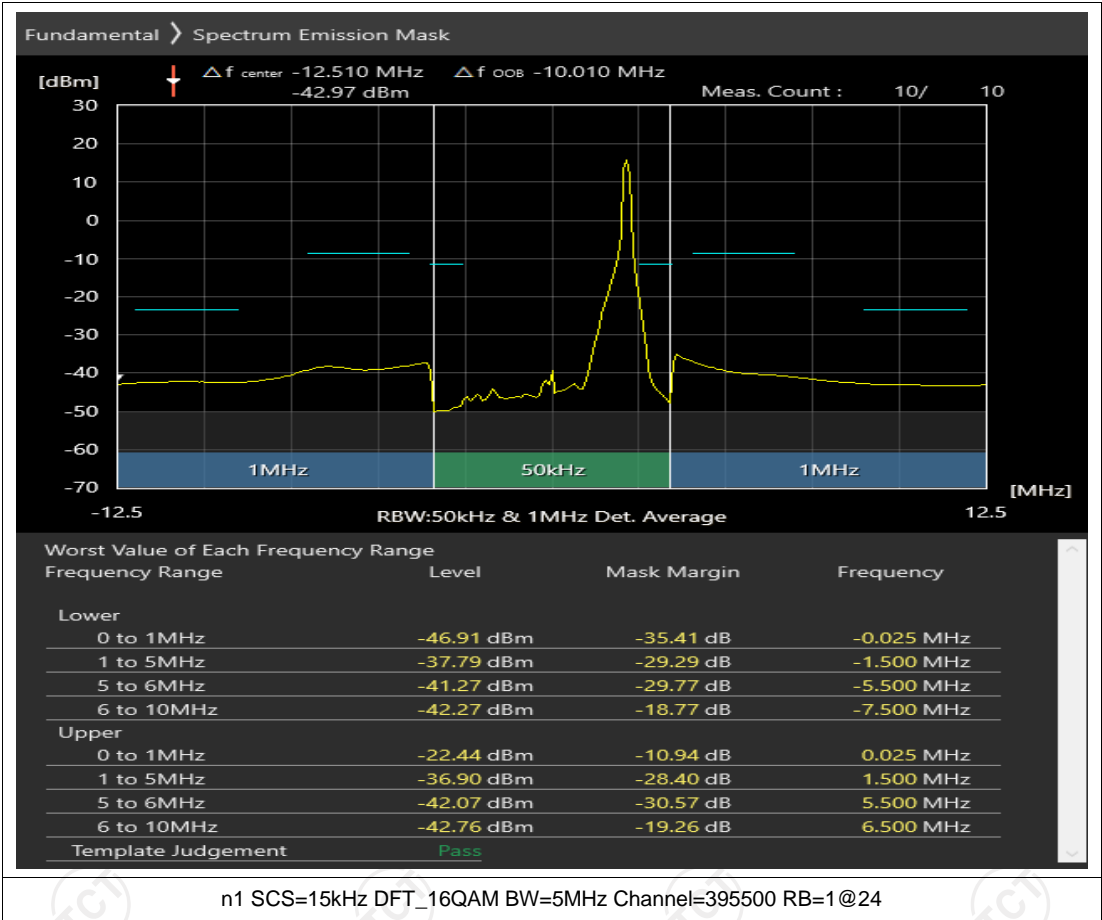 Fundamental ❯ Spectrum Emission Mask
[dBm]
△f center -12.510 MHz △f OOB -10.010 MHz
-42.97 dBm
Meas. Count : 10/ 10
30
20
10
0
-10
-20
-30
-40
-50
-60
-70
1MHz 50kHz 1MHz
[MHz]
-12.5 RBW:50kHz & 1MHz Det. Average 12.5
Worst Value of Each Frequency Range
Frequency Range Level Mask Margin Frequency
Lower
0 to 1MHz -46.91 dBm -35.41 dB -0.025 MHz
1 to 5MHz -37.79 dBm -29.29 dB -1.500 MHz
5 to 6MHz -41.27 dBm -29.77 dB -5.500 MHz
6 to 10MHz -42.27 dBm -18.77 dB -7.500 MHz
Upper
0 to 1MHz -22.44 dBm -10.94 dB 0.025 MHz
1 to 5MHz -36.90 dBm -28.40 dB 1.500 MHz
5 to 6MHz -42.07 dBm -30.57 dB 5.500 MHz
6 to 10MHz -42.76 dBm -19.26 dB 6.500 MHz
Template Judgement Pass
n1 SCS=15kHz DFT_16QAM BW=5MHz Channel=395500 RB=1@24
TCT TCT TCT TCT TCT